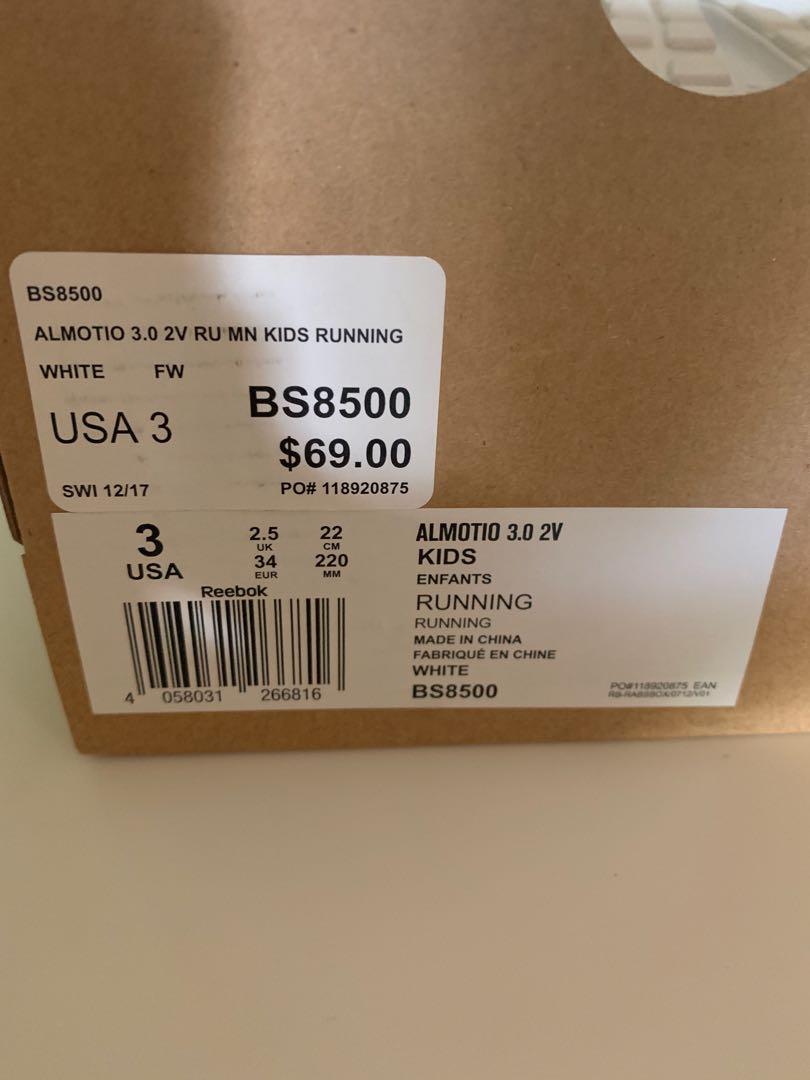 BS8500
ALMOTIO 3.0 2V RU MN KIDS RUNNING
WHITE FW
BS8500
USA 3
$69.00
SWI 12/17 PO# 118920875
3
USA
2.5 22
UK CM
34 220
EUR MM
Reebok
4 058031 266816
ALMOTIO 3.0 2V
KIDS
ENFANTS
RUNNING
RUNNING
MADE IN CHINA
FABRIQUÉ EN CHINE
WHITE
BS8500
PO#118920875 EAN